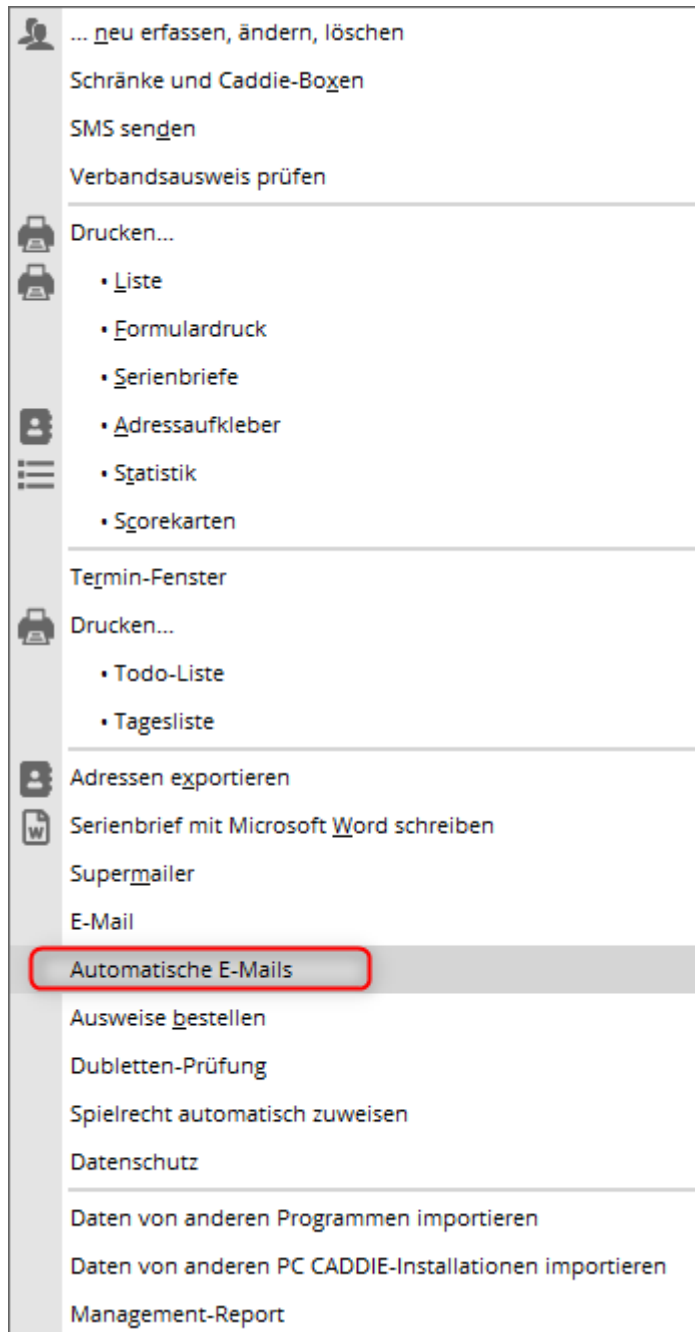 ... neu erfassen, ändern, löschen
Schränke und Caddie-Boxen
SMS senden
Verbandsausweis prüfen
Drucken...
• Liste
• Formulardruck
• Serienbriefe
• Adressaufkleber
• Statistik
• Scorekarten
Termin-Fenster
Drucken...
• Todo-Liste
• Tagesliste
Adressen exportieren
Serienbrief mit Microsoft Word schreiben
Supermailer
E-Mail
Automatische E-Mails
Ausweise bestellen
Dubletten-Prüfung
Spielrecht automatisch zuweisen
Datenschutz
Daten von anderen Programmen importieren
Daten von anderen PC CADDIE-Installationen importieren
Management-Report